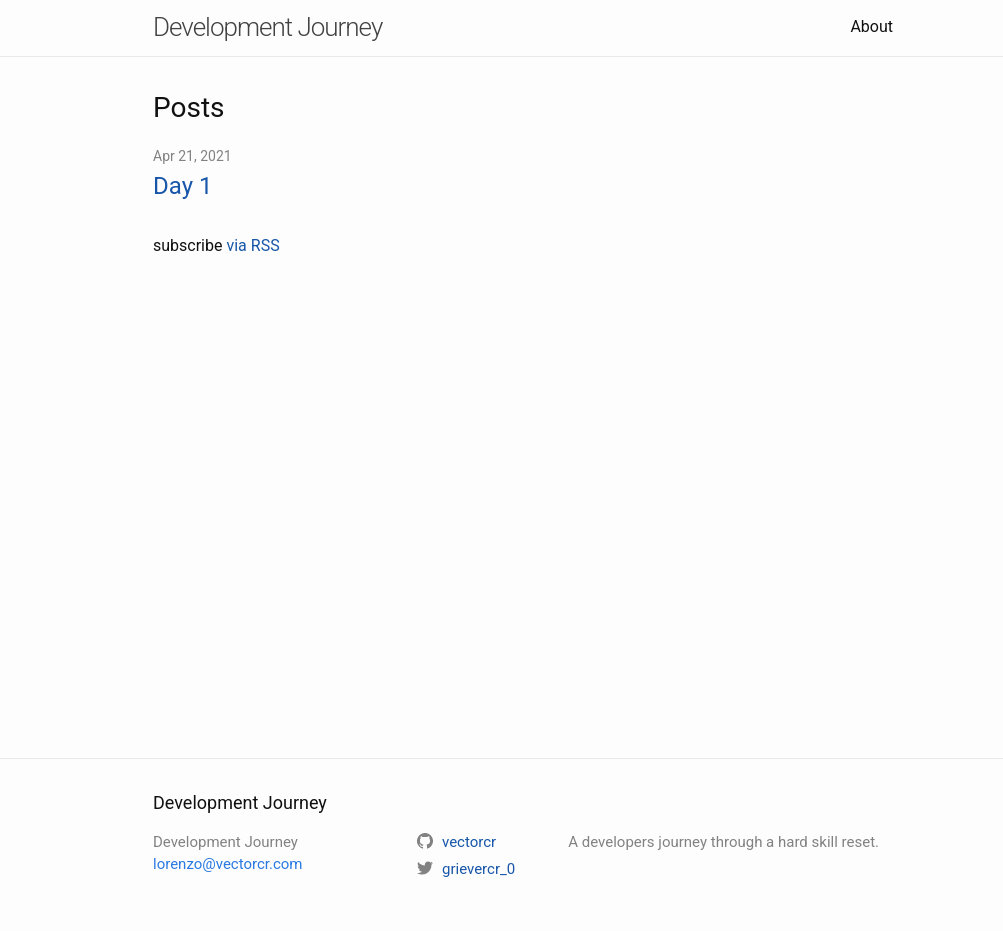 Development Journey
About
Posts
Apr 21, 2021
Day 1
subscribe via RSS
Development Journey
Development Journey
lorenzo@vectorcr.com
vectorcr
grievercr_0
A developers journey through a hard skill reset.